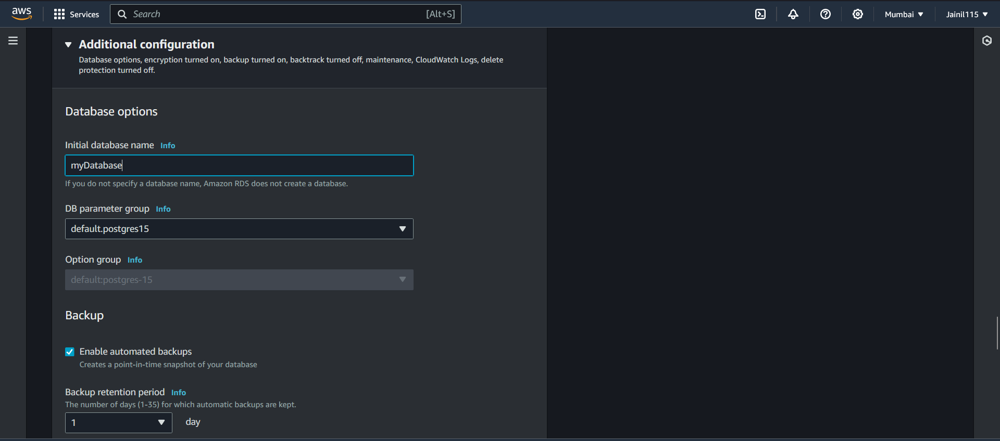 aws
Services
Search
[Alt+S]
Mumbai
Jainil115
Additional configuration
Database options, encryption turned on, backup turned on, backtrack turned off, maintenance, CloudWatch Logs, delete
protection turned off.
Database options
Initial database name Info
myDatabase
If you do not specify a database name, Amazon RDS does not create a database.
DB parameter group Info
default.postgres15
Option group Info
default:postgres-15
Backup
Enable automated backups
Creates a point-in-time snapshot of your database
Backup retention period Info
The number of days (1-35) for which automatic backups are kept.
1 day